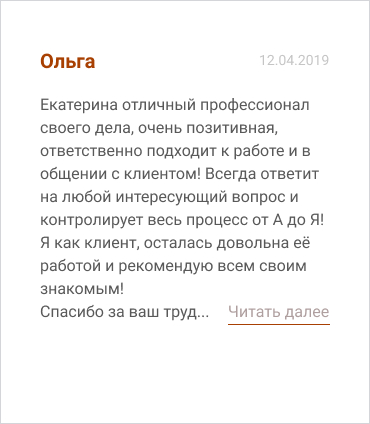 Ольга 12.04.2019
Екатерина отличный профессионал
своего дела, очень позитивная,
ответственно подходит к работе и в
общении с клиентом! Всегда ответит
на любой интересующий вопрос и
контролирует весь процесс от А до Я!
Я как клиент, осталась довольна её
работой и рекомендую всем своим
знакомым!
Спасибо за ваш труд... Читать далее